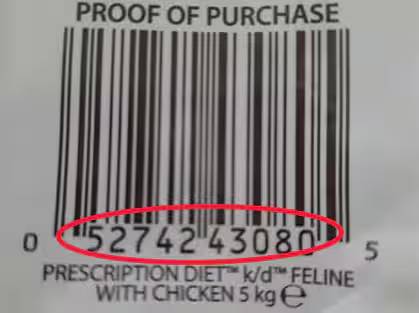 PROOF OF PURCHASE
0 52742 43080 5
PRESCRIPTION DIET™ k/d™ FELINE
WITH CHICKEN 5 kg ℮